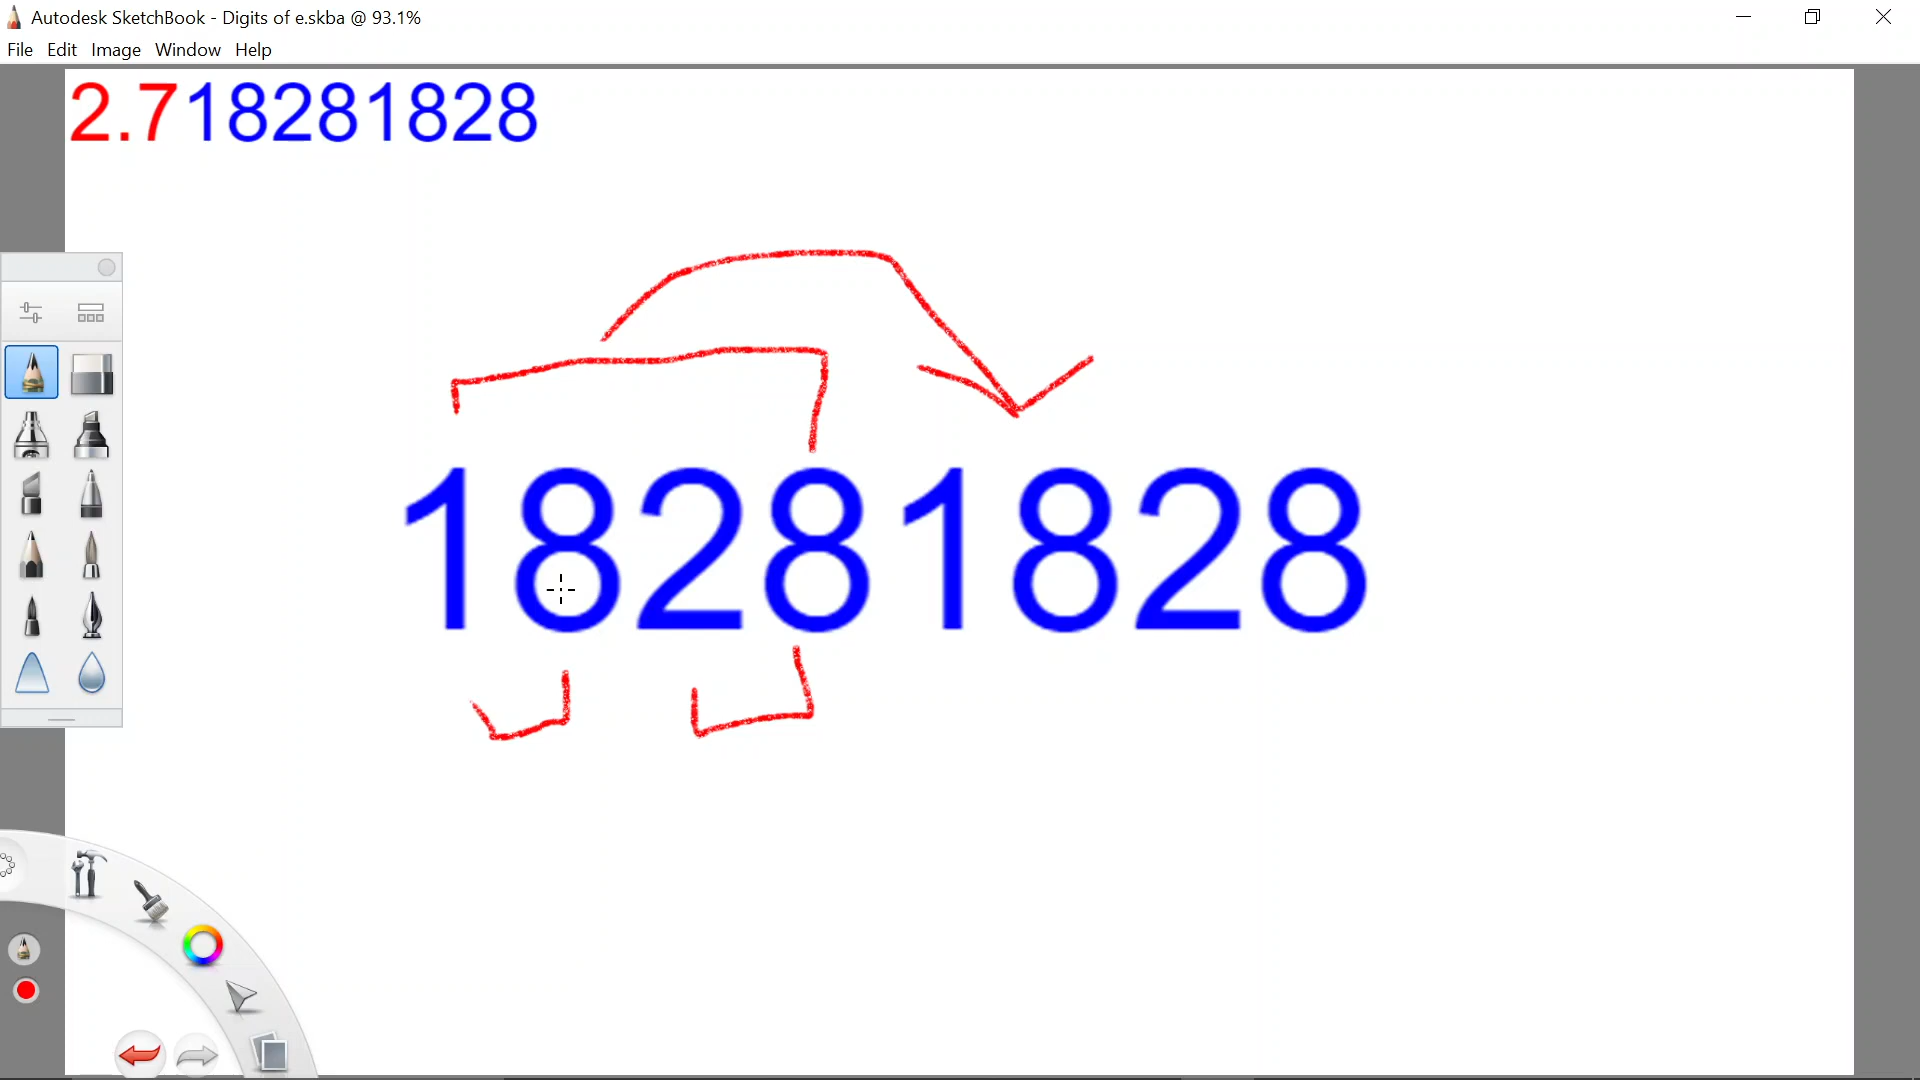 Autodesk SketchBook - Digits of e.skba @ 93.1%
File Edit Image Window Help
2.718281828
18281828